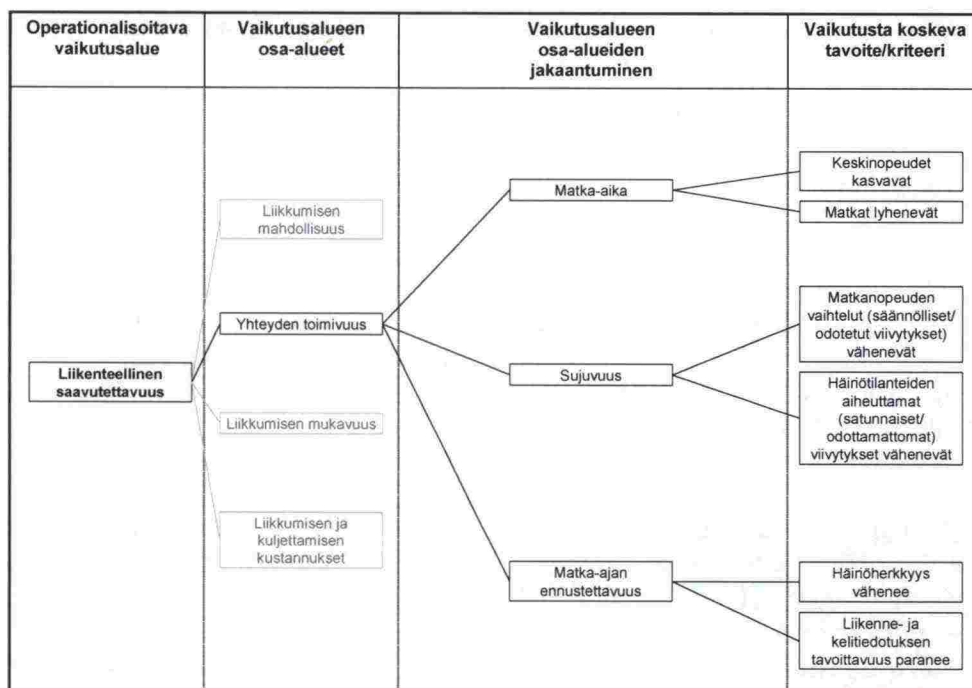 Operationalisoitava
vaikutusalue
Vaikutusalueen
osa-alueet
Vaikutusalueen
osa-alueiden
jakaantuminen
Vaikutusta koskeva
tavoite/kriteeri
Liikenteellinen
saavutettavuus
Liikkumisen
mahdollisuus
Yhteyden toimivuus
Liikkumisen mukavuus
Liikkumisen ja
kuljettamisen
kustannukset
Matka-aika
Sujuvuus
Matka-ajan
ennustettavuus
Keskinopeudet
kasvavat
Matkat lyhenevät
Matkanopeuden
vaihtelut (säännölliset/
odotetut viivytykset)
vähenevät
Häiriötilanteiden
aiheuttamat
(satunnaiset/
odottamattomat)
viivytykset vähenevät
Häiriöherkkyys
vähenee
Liikenne- ja
kelitiedotuksen
tavoittavuus paranee